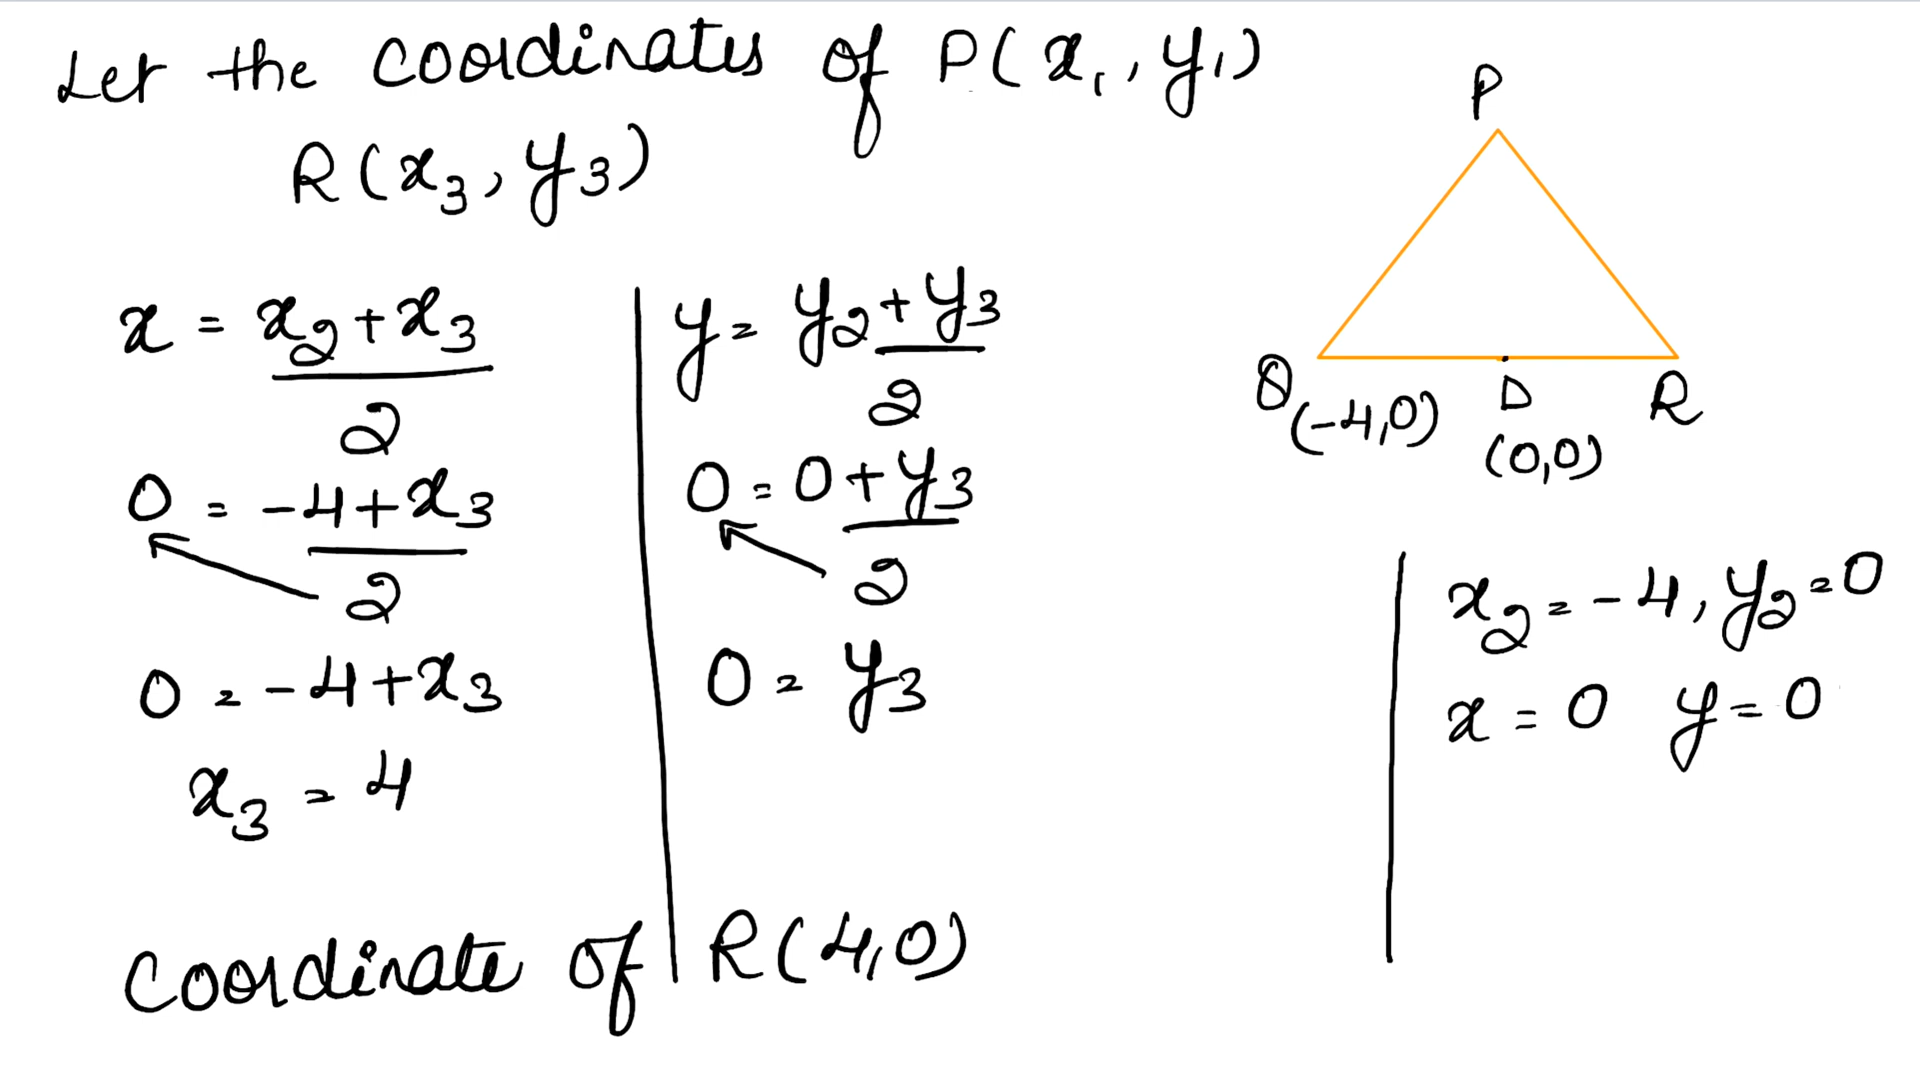 Let the coordinates of P(x₁, y₁)
R(x₃, y₃)
x = x₂+x₃
2
0 = -4+x₃
2
0 = -4+x₃
x₃ = 4
y = y₂+y₃
2
0 = 0+y₃
2
0 = y₃
Coordinate of R(4,0)
P
Q
(-4,0)
D
(0,0)
R
x₂ = -4, y₂ = 0
x = 0 y = 0